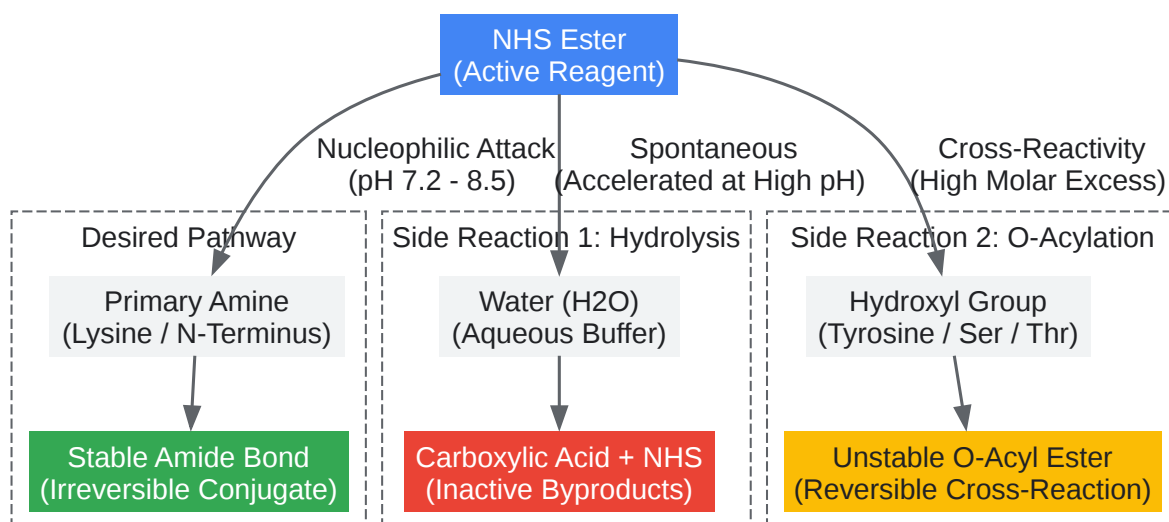 NHS Ester
(Active Reagent)
Nucleophilic Attack
(pH 7.2 - 8.5)
Spontaneous
(Accelerated at High pH)
Cross-Reactivity
(High Molar Excess)
Desired Pathway
Side Reaction 1: Hydrolysis
Side Reaction 2: O-Acylation
Primary Amine
(Lysine / N-Terminus)
Water (H2O)
(Aqueous Buffer)
Hydroxyl Group
(Tyrosine / Ser / Thr)
Stable Amide Bond
(Irreversible Conjugate)
Carboxylic Acid + NHS
(Inactive Byproducts)
Unstable O-Acyl Ester
(Reversible Cross-Reaction)